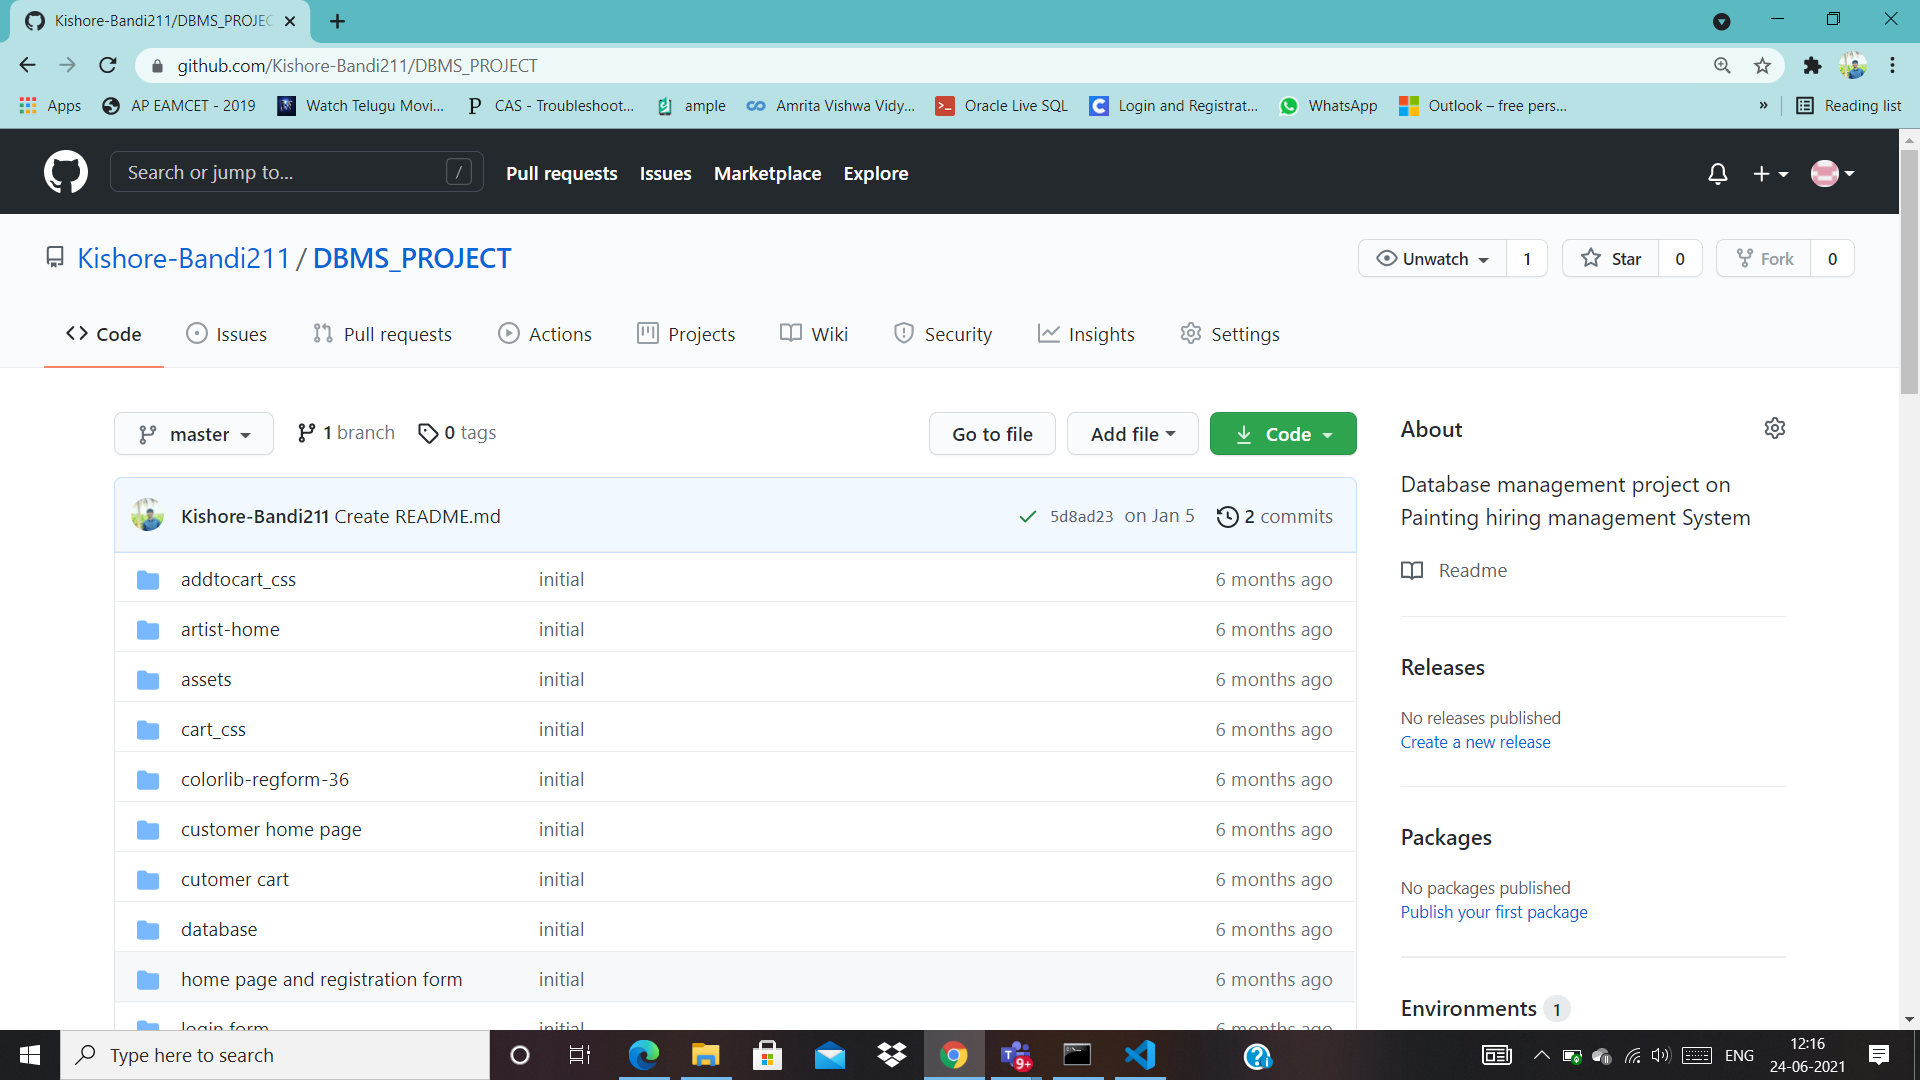 Kishore-Bandi211/DBMS_PROJEC
github.com/Kishore-Bandi211/DBMS_PROJECT
Apps AP EAMCET - 2019 Watch Telugu Movi... CAS - Troubleshoot... ample Amrita Vishwa Vidy... Oracle Live SQL Login and Registrat... WhatsApp Outlook – free pers... » Reading list
Search or jump to... / Pull requests Issues Marketplace Explore
Kishore-Bandi211 / DBMS_PROJECT Unwatch 1 Star 0 Fork 0
Code Issues Pull requests Actions Projects Wiki Security Insights Settings
master 1 branch 0 tags Go to file Add file Code
Kishore-Bandi211 Create README.md 5d8ad23 on Jan 5 2 commits
addtocart_css initial 6 months ago
artist-home initial 6 months ago
assets initial 6 months ago
cart_css initial 6 months ago
colorlib-regform-36 initial 6 months ago
customer home page initial 6 months ago
cutomer cart initial 6 months ago
database initial 6 months ago
home page and registration form initial 6 months ago
login form initial 6 months ago
About
Database management project on
Painting hiring management System
Readme
Releases
No releases published
Create a new release
Packages
No packages published
Publish your first package
Environments 1
Type here to search
9+
ENG
12:16
24-06-2021